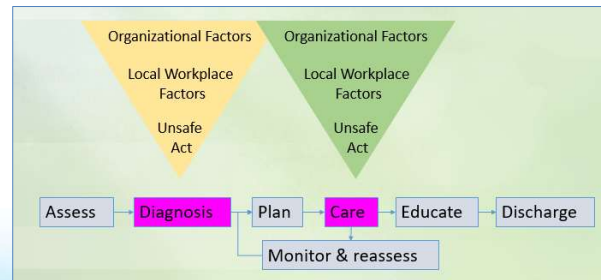 Organizational Factors
Local Workplace
Factors
Unsafe
Act
Organizational Factors
Local Workplace
Factors
Unsafe
Act
Assess
Diagnosis
Plan
Care
Educate
Discharge
Monitor & reassess